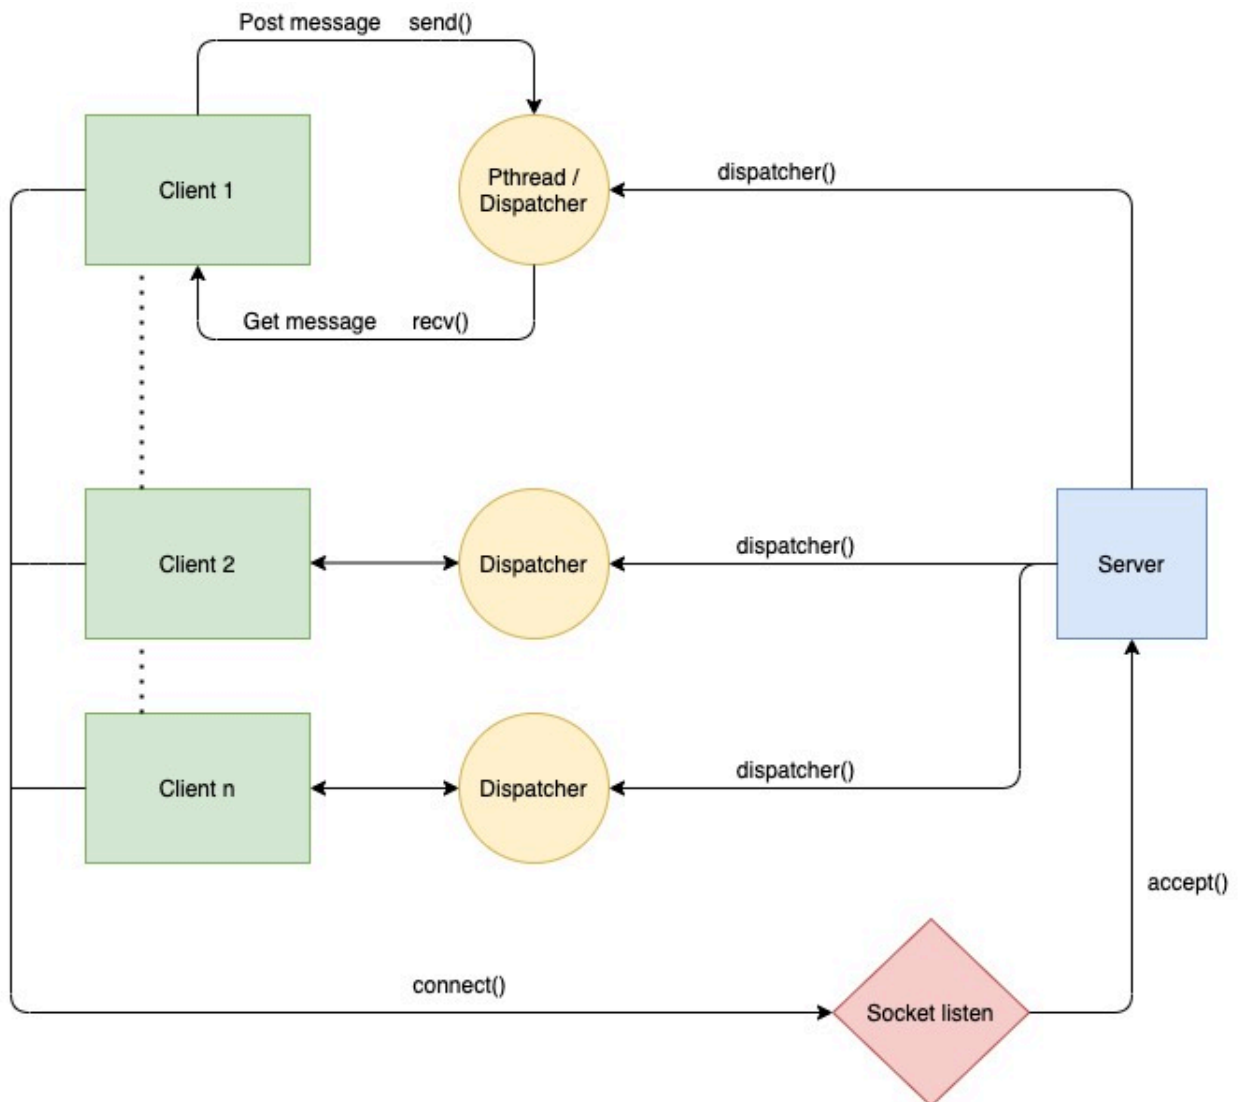 Post message send()
Client 1
Pthread /
Dispatcher
dispatcher()
Get message recv()
Client 2
Dispatcher
dispatcher()
Server
Client n
Dispatcher
dispatcher()
accept()
connect()
Socket listen